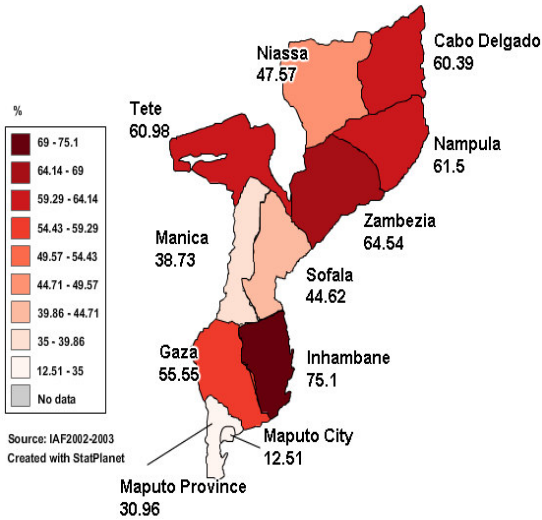 Cabo Delgado
60.39
Niassa
47.57
Tete
60.98
Nampula
61.5
Zambezia
64.54
Manica
38.73
Sofala
44.62
Gaza
55.55
Inhambane
75.1
Maputo City
12.51
Maputo Province
30.96
%
69 - 75.1
64.14 - 69
59.29 - 64.14
54.43 - 59.29
49.57 - 54.43
44.71 - 49.57
39.86 - 44.71
35 - 39.86
12.51 - 35
No data
Source: IAF2002-2003
Created with StatPlanet